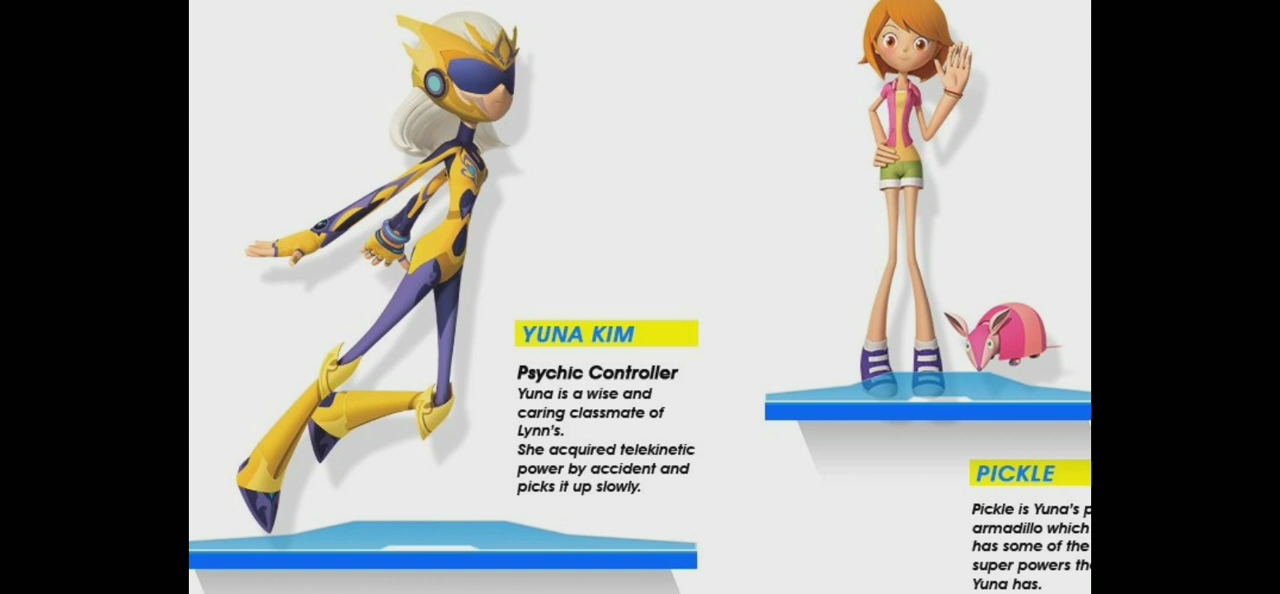 YUNA KIM
Psychic Controller
Yuna is a wise and
caring classmate of
Lynn's.
She acquired telekinetic
power by accident and
picks it up slowly.
PICKLE
Pickle is Yuna's p
armadillo which
has some of the
super powers th
Yuna has.